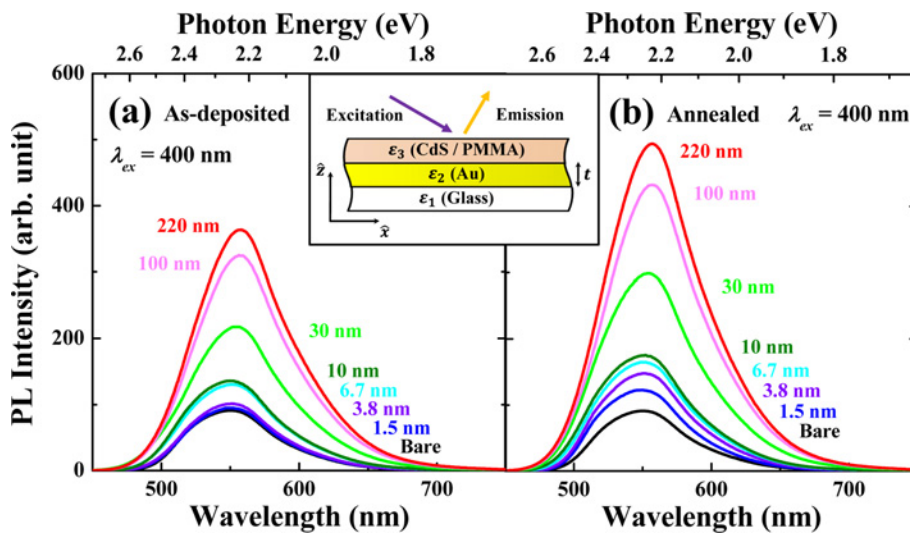 Photon Energy (eV) Photon Energy (eV)
2.6 2.4 2.2 2.0 1.8 2.6 2.4 2.2 2.0 1.8
600
(a) As-deposited
λex = 400 nm
Excitation Emission
ε3 (CdS / PMMA)
ε2 (Au)
ε1 (Glass)
t
ẑ
x̂
(b) Annealed λex = 400 nm
400
200
0
PL Intensity (arb. unit)
220 nm
100 nm
30 nm
10 nm
6.7 nm
3.8 nm
1.5 nm
Bare
220 nm
100 nm
30 nm
10 nm
6.7 nm
3.8 nm
1.5 nm
Bare
500 600 700 500 600 700
Wavelength (nm) Wavelength (nm)